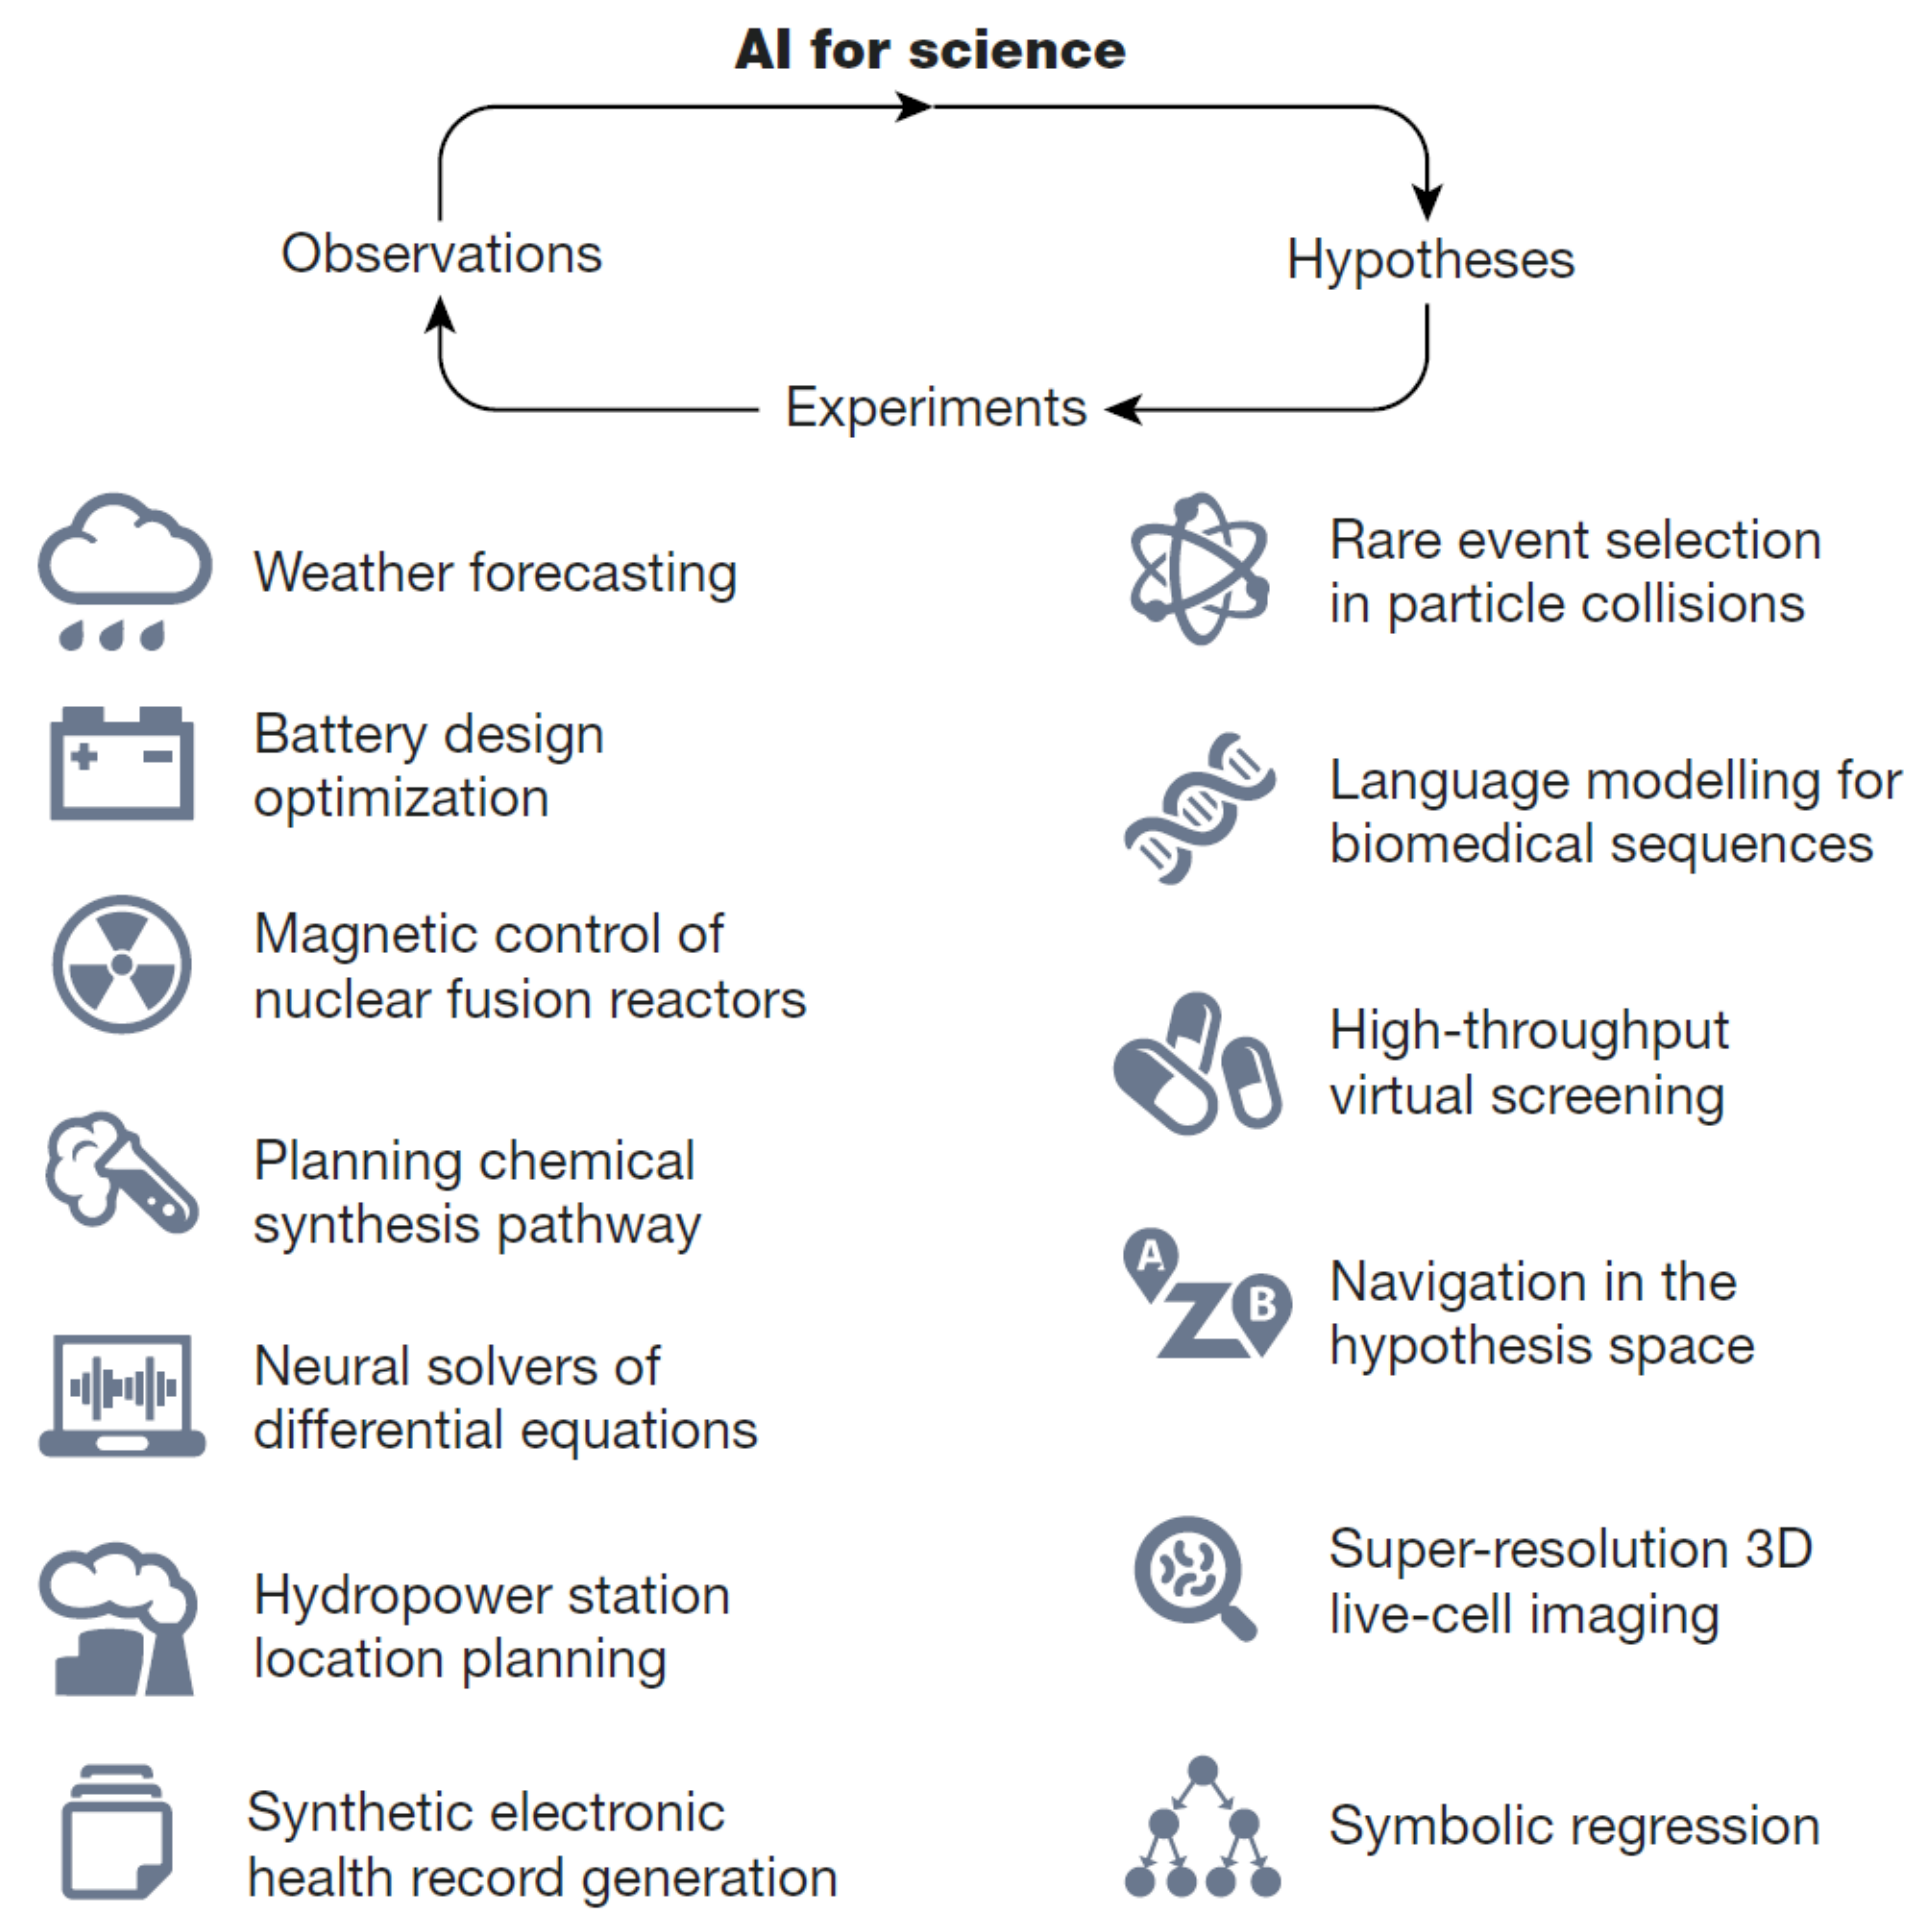 AI for science
Observations
Hypotheses
Experiments
Weather forecasting
Battery design
optimization
Magnetic control of
nuclear fusion reactors
Planning chemical
synthesis pathway
Neural solvers of
differential equations
Hydropower station
location planning
Synthetic electronic
health record generation
Rare event selection
in particle collisions
Language modelling for
biomedical sequences
High-throughput
virtual screening
A
B
Navigation in the
hypothesis space
Super-resolution 3D
live-cell imaging
Symbolic regression